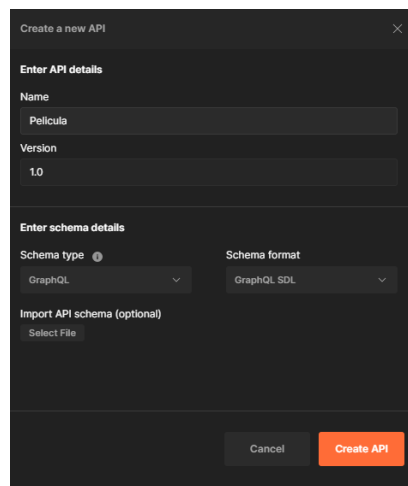 Create a new API
Enter API details
Name
Pelicula
Version
1.0
Enter schema details
Schema type
Schema format
GraphQL
GraphQL SDL
Import API schema (optional)
Select File
Cancel
Create API